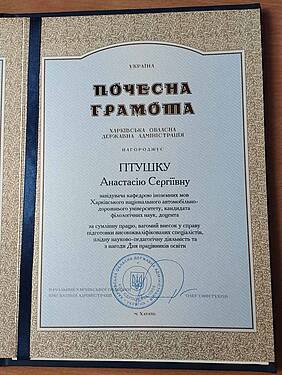 УКРАЇНА
ПОЧЕСНА
ГРАМОТА
ХАРКІВСЬКА ОБЛАСНА
ДЕРЖАВНА АДМІНІСТРАЦІЯ
НАГОРОДЖУЄ
ПТУШКУ
Анастасію Сергіївну
завідувача кафедрою іноземних мов
Харківського національного автомобільно-
дорожнього університету, кандидата
філологічних наук, доцента
за сумлінну працю, вагомий внесок у справу
підготовки висококваліфікованих спеціалістів,
плідну науково-педагогічну діяльність та
з нагоди Дня працівників освіти
м. Харків